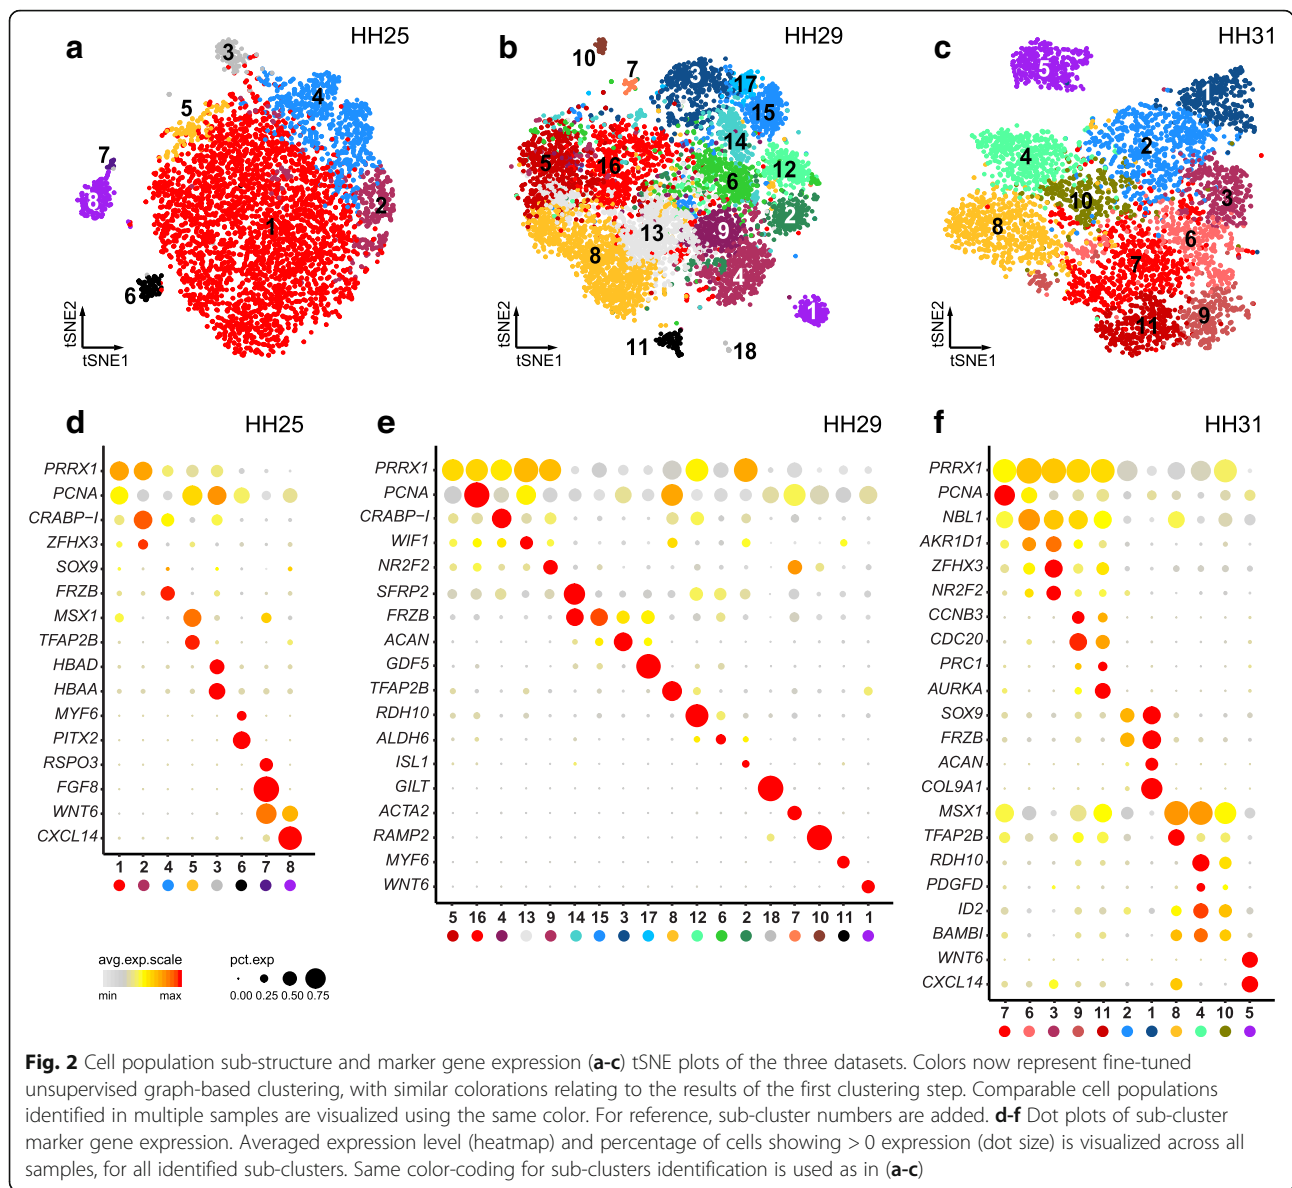 a HH25
b HH29
c HH31
3
4
5
7
8
2
1
6
tSNE2
tSNE1
10
7
3
17
15
14
5
16
6
12
2
13
9
8
4
1
11
18
tSNE2
tSNE1
5
1
2
4
3
10
8
6
7
9
11
tSNE2
tSNE1
d HH25
PRRX1
PCNA
CRABP−I
ZFHX3
SOX9
FRZB
MSX1
TFAP2B
HBAD
HBAA
MYF6
PITX2
RSPO3
FGF8
WNT6
CXCL14
1 2 4 5 3 6 7 8
avg.exp.scale
min max
pct.exp
0.00 0.25 0.50 0.75
e HH29
PRRX1
PCNA
CRABP−I
WIF1
NR2F2
SFRP2
FRZB
ACAN
GDF5
TFAP2B
RDH10
ALDH6
ISL1
GILT
ACTA2
RAMP2
MYF6
WNT6
5 16 4 13 9 14 15 3 17 8 12 6 2 18 7 10 11 1
f HH31
PRRX1
PCNA
NBL1
AKR1D1
ZFHX3
NR2F2
CCNB3
CDC20
PRC1
AURKA
SOX9
FRZB
ACAN
COL9A1
MSX1
TFAP2B
RDH10
PDGFD
ID2
BAMBI
WNT6
CXCL14
7 6 3 9 11 2 1 8 4 10 5
Fig. 2 Cell population sub-structure and marker gene expression (a-c) tSNE plots of the three datasets. Colors now represent fine-tuned
unsupervised graph-based clustering, with similar colorations relating to the results of the first clustering step. Comparable cell populations
identified in multiple samples are visualized using the same color. For reference, sub-cluster numbers are added. d-f Dot plots of sub-cluster
marker gene expression. Averaged expression level (heatmap) and percentage of cells showing > 0 expression (dot size) is visualized across all
samples, for all identified sub-clusters. Same color-coding for sub-clusters identification is used as in (a-c)